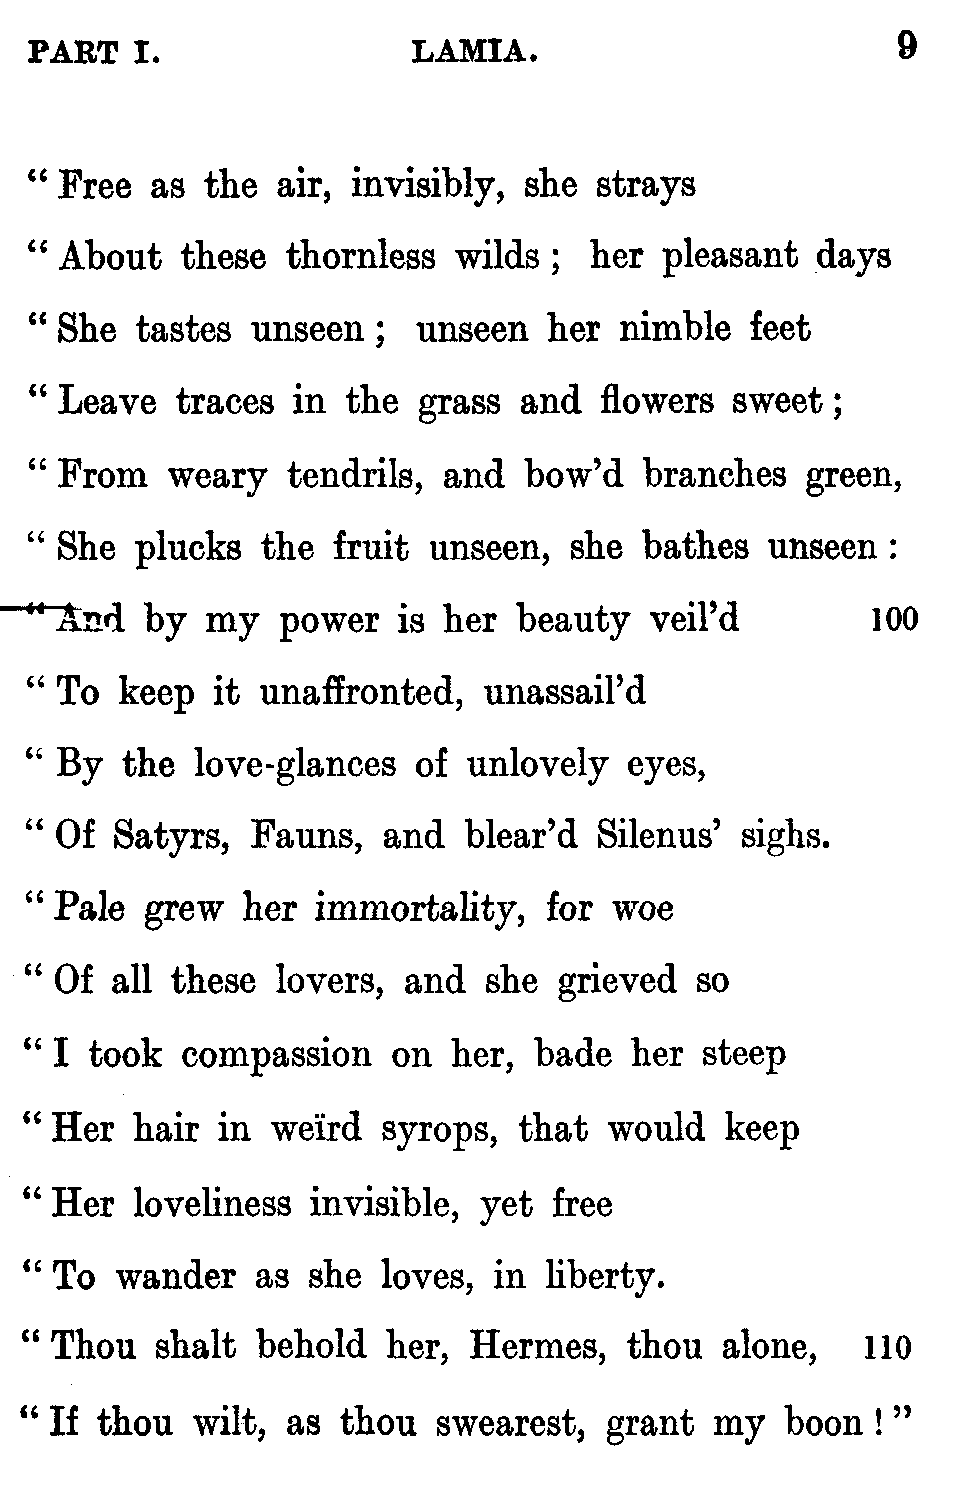 PART I. LAMIA. 9
“ Free as the air, invisibly, she strays
“ About these thornless wilds ; her pleasant days
“ She tastes unseen ; unseen her nimble feet
“ Leave traces in the grass and flowers sweet ;
“ From weary tendrils, and bow’d branches green,
“ She plucks the fruit unseen, she bathes unseen :
“ And by my power is her beauty veil’d 100
“ To keep it unaffronted, unassail’d
“ By the love-glances of unlovely eyes,
“ Of Satyrs, Fauns, and blear’d Silenus’ sighs.
“ Pale grew her immortality, for woe
“ Of all these lovers, and she grieved so
“ I took compassion on her, bade her steep
“ Her hair in weïrd syrops, that would keep
“ Her loveliness invisible, yet free
“ To wander as she loves, in liberty.
“ Thou shalt behold her, Hermes, thou alone, 110
“ If thou wilt, as thou swearest, grant my boon ! ”